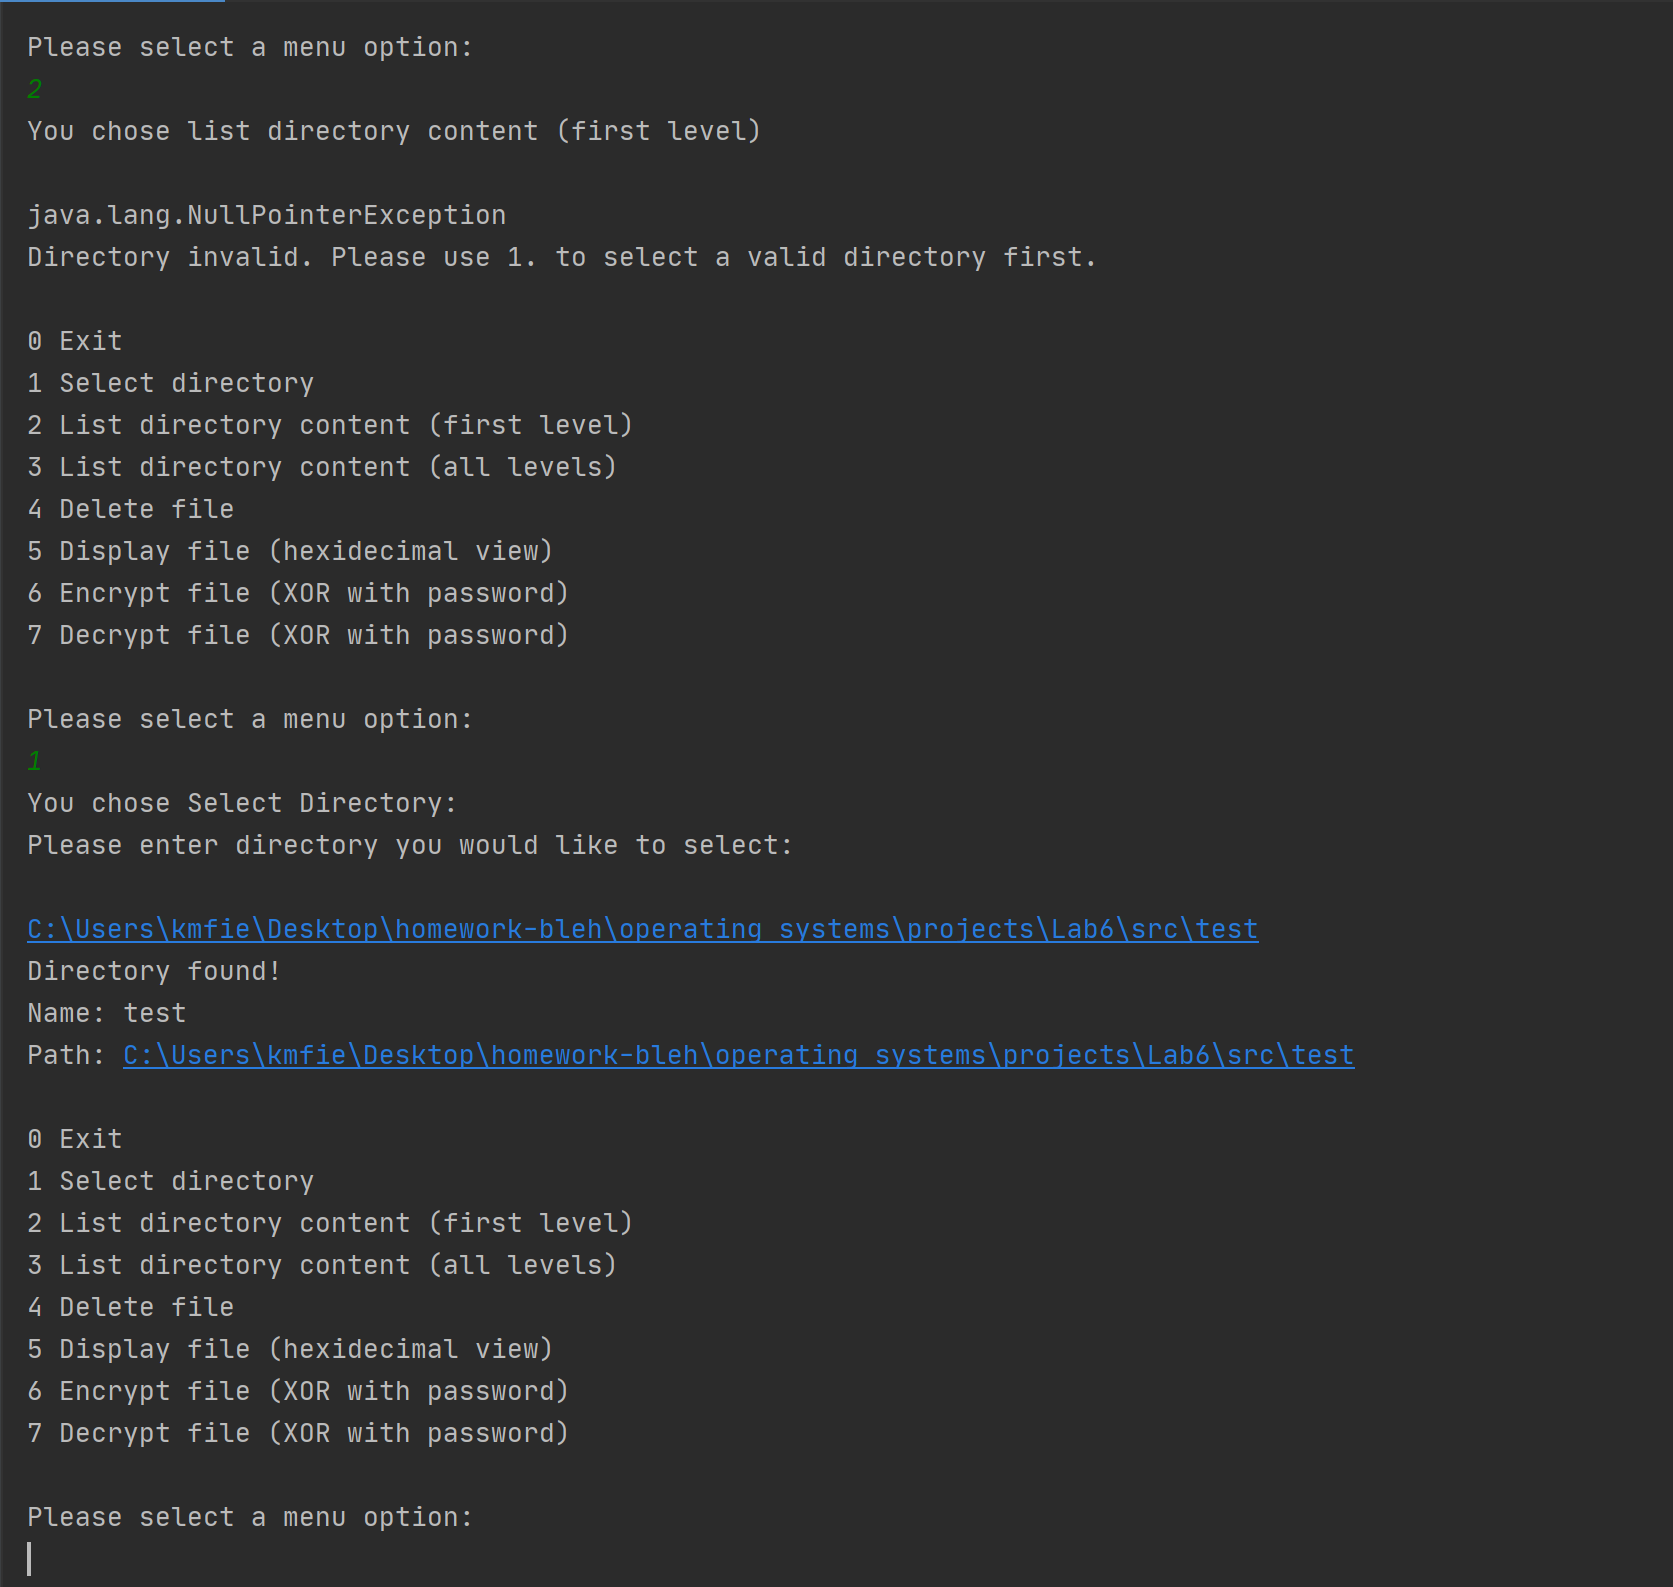 Please select a menu option:
2
You chose list directory content (first level)
java.lang.NullPointerException
Directory invalid. Please use 1. to select a valid directory first.
0 Exit
1 Select directory
2 List directory content (first level)
3 List directory content (all levels)
4 Delete file
5 Display file (hexidecimal view)
6 Encrypt file (XOR with password)
7 Decrypt file (XOR with password)
Please select a menu option:
1
You chose Select Directory:
Please enter directory you would like to select:
C:\Users\kmfie\Desktop\homework-bleh\operating systems\projects\Lab6\src\test
Directory found!
Name: test
Path: C:\Users\kmfie\Desktop\homework-bleh\operating systems\projects\Lab6\src\test
0 Exit
1 Select directory
2 List directory content (first level)
3 List directory content (all levels)
4 Delete file
5 Display file (hexidecimal view)
6 Encrypt file (XOR with password)
7 Decrypt file (XOR with password)
Please select a menu option: